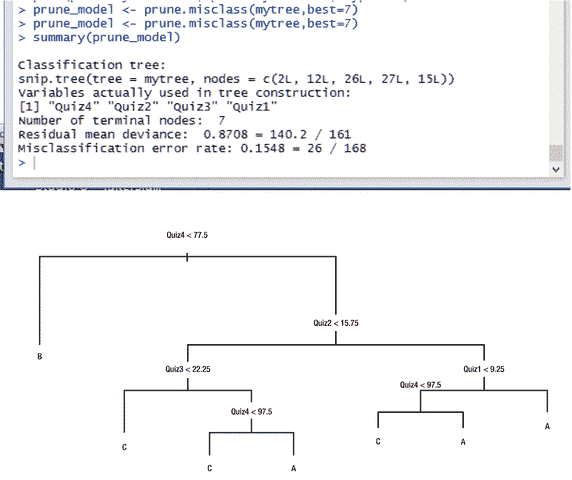 > prune_model <- prune.misclass(mytree,best=7)
> prune_model <- prune.misclass(mytree,best=7)
> summary(prune_model)
Classification tree:
snip.tree(tree = mytree, nodes = c(2L, 12L, 26L, 27L, 15L))
Variables actually used in tree construction:
[1] "Quiz4" "Quiz2" "Quiz3" "Quiz1"
Number of terminal nodes: 7
Residual mean deviance: 0.8708 = 140.2 / 161
Misclassification error rate: 0.1548 = 26 / 168
>
Quiz4 < 77.5
B
Quiz2 < 15.75
Quiz3 < 22.25
Quiz1 < 9.25
C
Quiz4 < 97.5
Quiz4 < 97.5
A
C
A
C
A